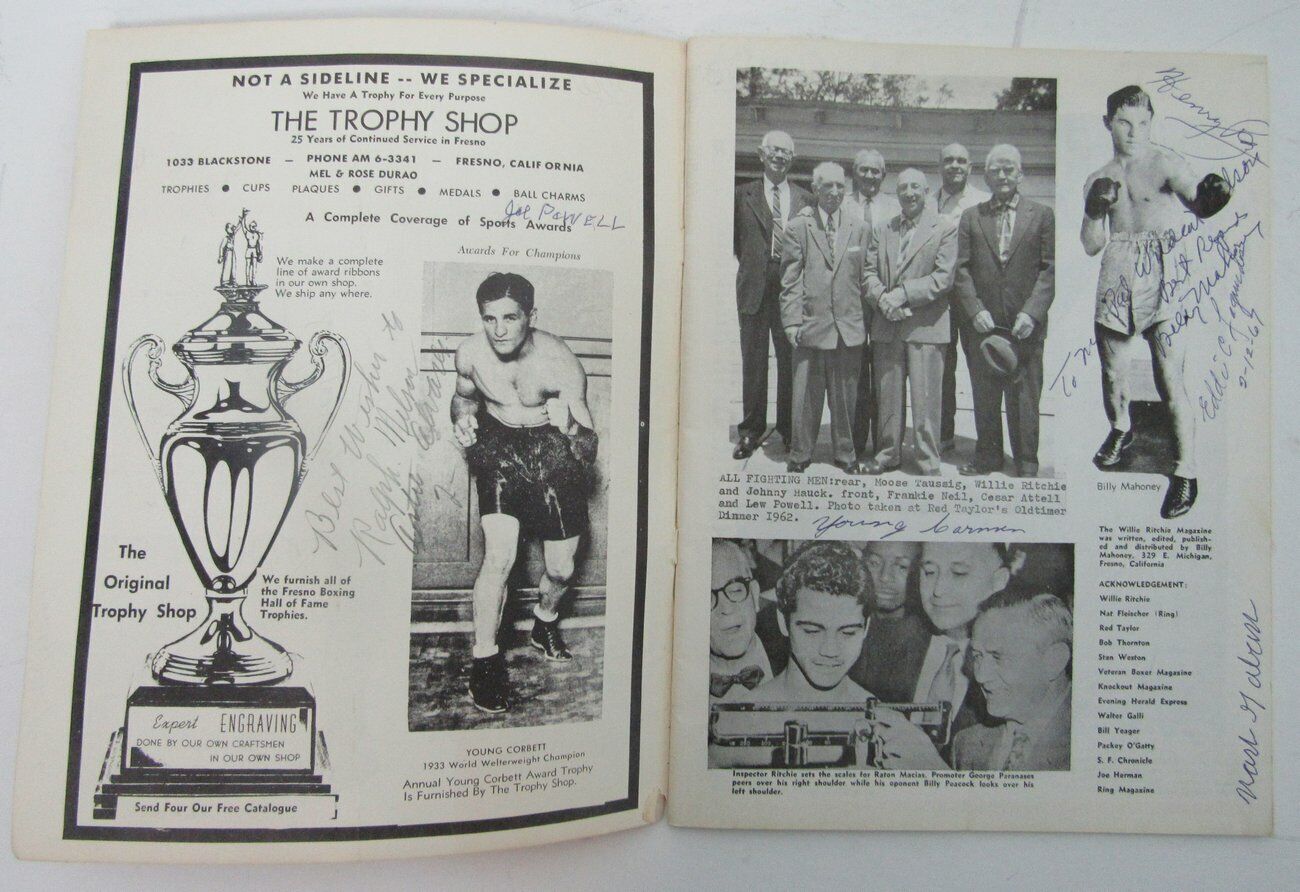 NOT A SIDELINE -- WE SPECIALIZE
We Have A Trophy For Every Purpose
THE TROPHY SHOP
25 Years of Continued Service in Fresno
1033 BLACKSTONE — PHONE AM 6-3341 — FRESNO, CALIFORNIA
MEL & ROSE DURAO
TROPHIES ● CUPS PLAQUES ● GIFTS ● MEDALS ● BALL CHARMS
A Complete Coverage of Sports Awards
Joe POWELL
We make a complete
line of award ribbons
in our own shop.
We ship any where.
Awards For Champions
Best Wishes to
Ralph
The
Original
Trophy Shop
We furnish all of
the Fresno Boxing
Hall of Fame
Trophies.
Expert ENGRAVING
DONE BY OUR OWN CRAFTSMEN
IN OUR OWN SHOP
Send Four Our Free Catalogue
YOUNG CORBETT
1933 World Welterweight Champion
Annual Young Corbett Award Trophy
Is Furnished By The Trophy Shop.
ALL FIGHTING MEN:rear, Moose Taussig, Willie Ritchie
and Johnny Hauck. front, Frankie Neil, Cesar Attell
and Lew Powell. Photo taken at Red Taylor's Oldtimer
Dinner 1962.
Young Carmen
Inspector Ritchie sets the scales for Raton Macias. Promoter George Paranases
peers over his right shoulder while his oponent Billy Peacock looks over his
left shoulder.
Henry
To
Best
Billy Mahoney
Eddie
2-12-65
Billy Mahoney
The Willie Ritchie Magazine
was written, edited, publish-
ed and distributed by Billy
Mahoney, 329 E. Michigan,
Fresno, California
ACKNOWLEDGEMENT:
Willie Ritchie
Nat Fleischer (Ring)
Red Taylor
Bob Thornton
Stan Weston
Veteran Boxer Magazine
Knockout Magazine
Evening Herald Express
Walter Galli
Bill Yeager
Packey O'Gatty
S. F. Chronicle
Joe Herman
Ring Magazine